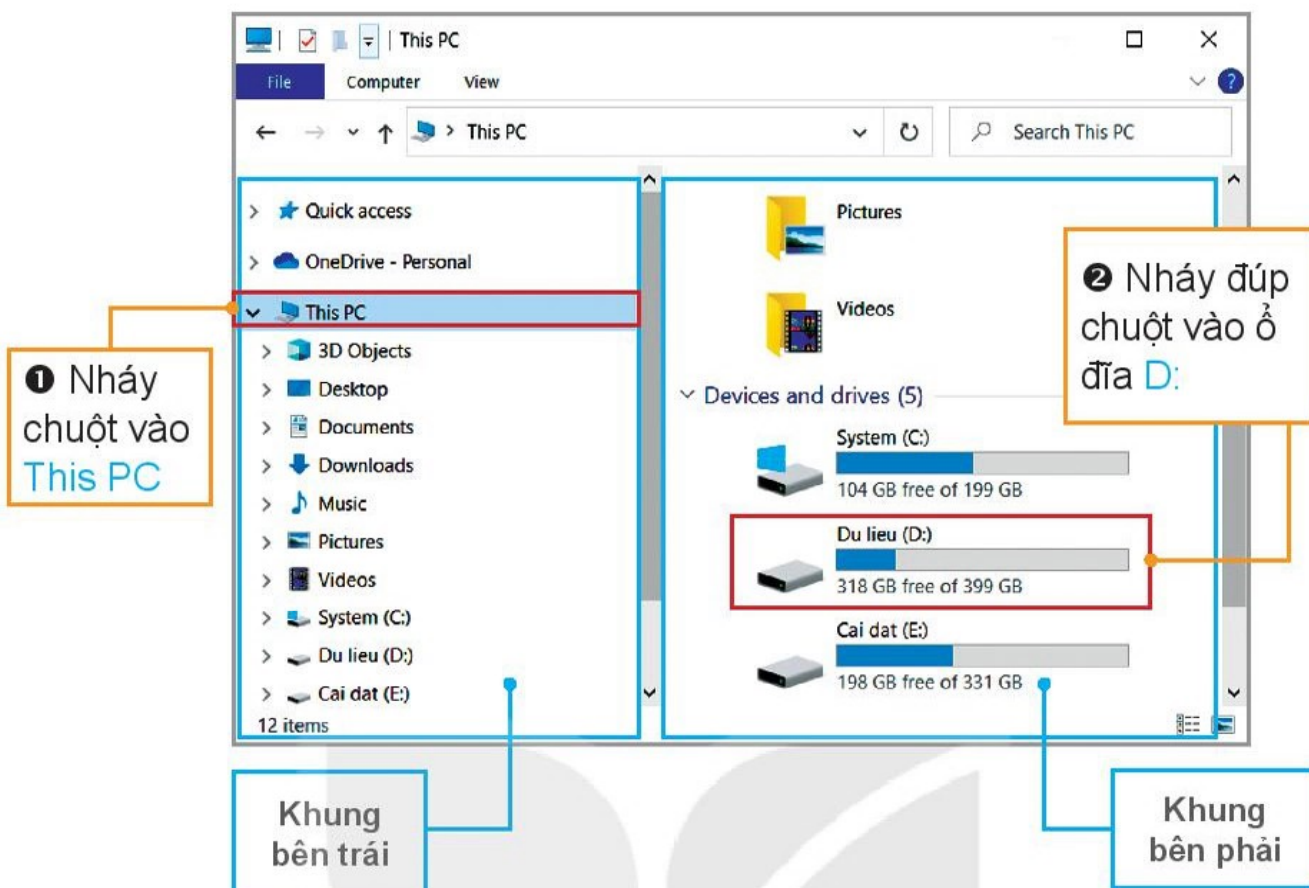 This PC
File Computer View
This PC
Search This PC
Quick access
OneDrive - Personal
This PC
3D Objects
Desktop
Documents
Downloads
Music
Pictures
Videos
System (C:)
Du lieu (D:)
Cai dat (E:)
12 items
Pictures
Videos
Devices and drives (5)
System (C:)
104 GB free of 199 GB
Du lieu (D:)
318 GB free of 399 GB
Cai dat (E:)
198 GB free of 331 GB
❶ Nháy
chuột vào
This PC
❷ Nháy đúp
chuột vào ổ
đĩa D:
Khung
bên trái
Khung
bên phải